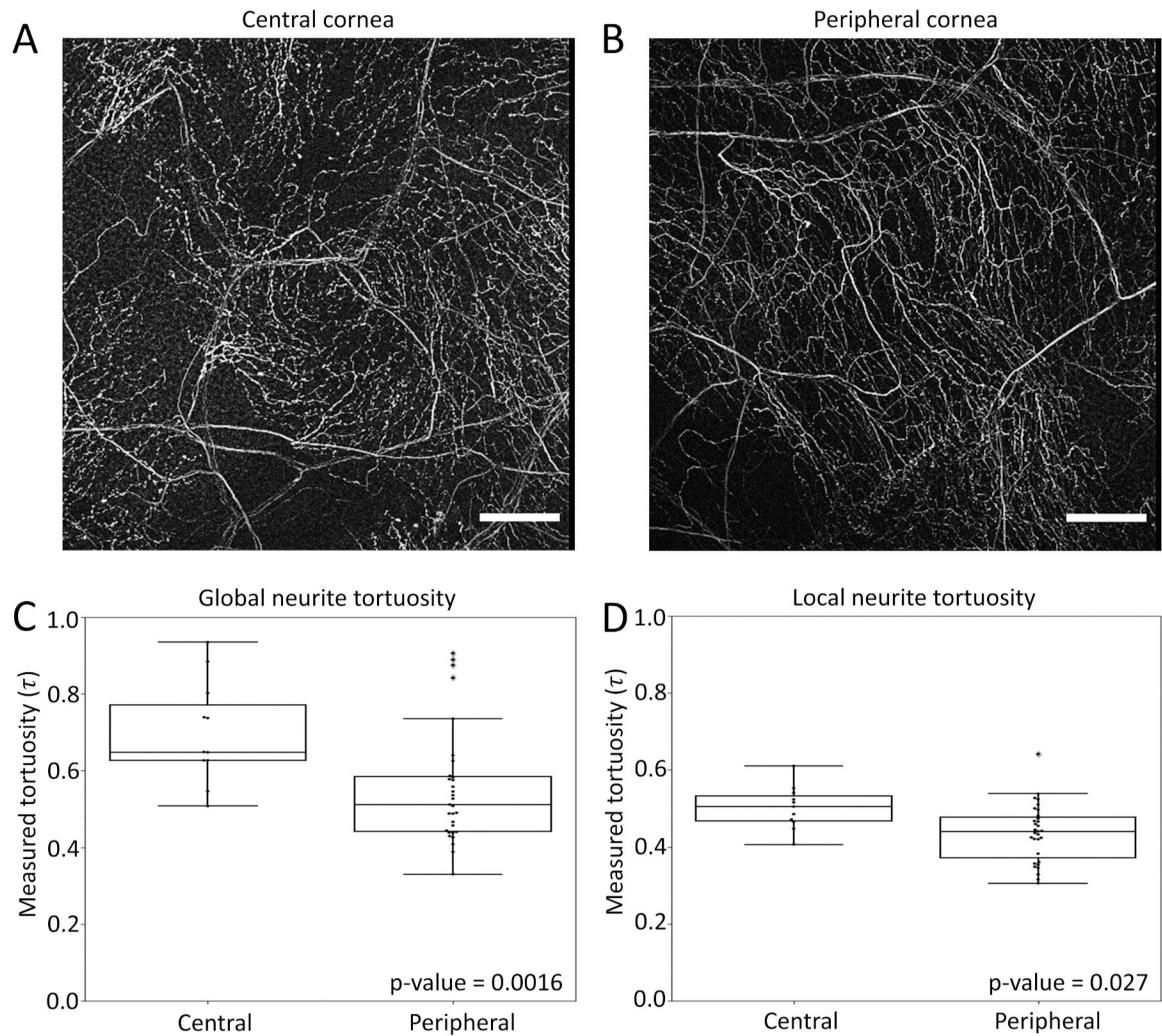 A
Central cornea
B
Peripheral cornea
C
Global neurite tortuosity
Measured tortuosity (τ)
1.0
0.8
0.6
0.4
0.2
0.0
p-value = 0.0016
Central
Peripheral
D
Local neurite tortuosity
Measured tortuosity (τ)
1.0
0.8
0.6
0.4
0.2
0.0
p-value = 0.027
Central
Peripheral